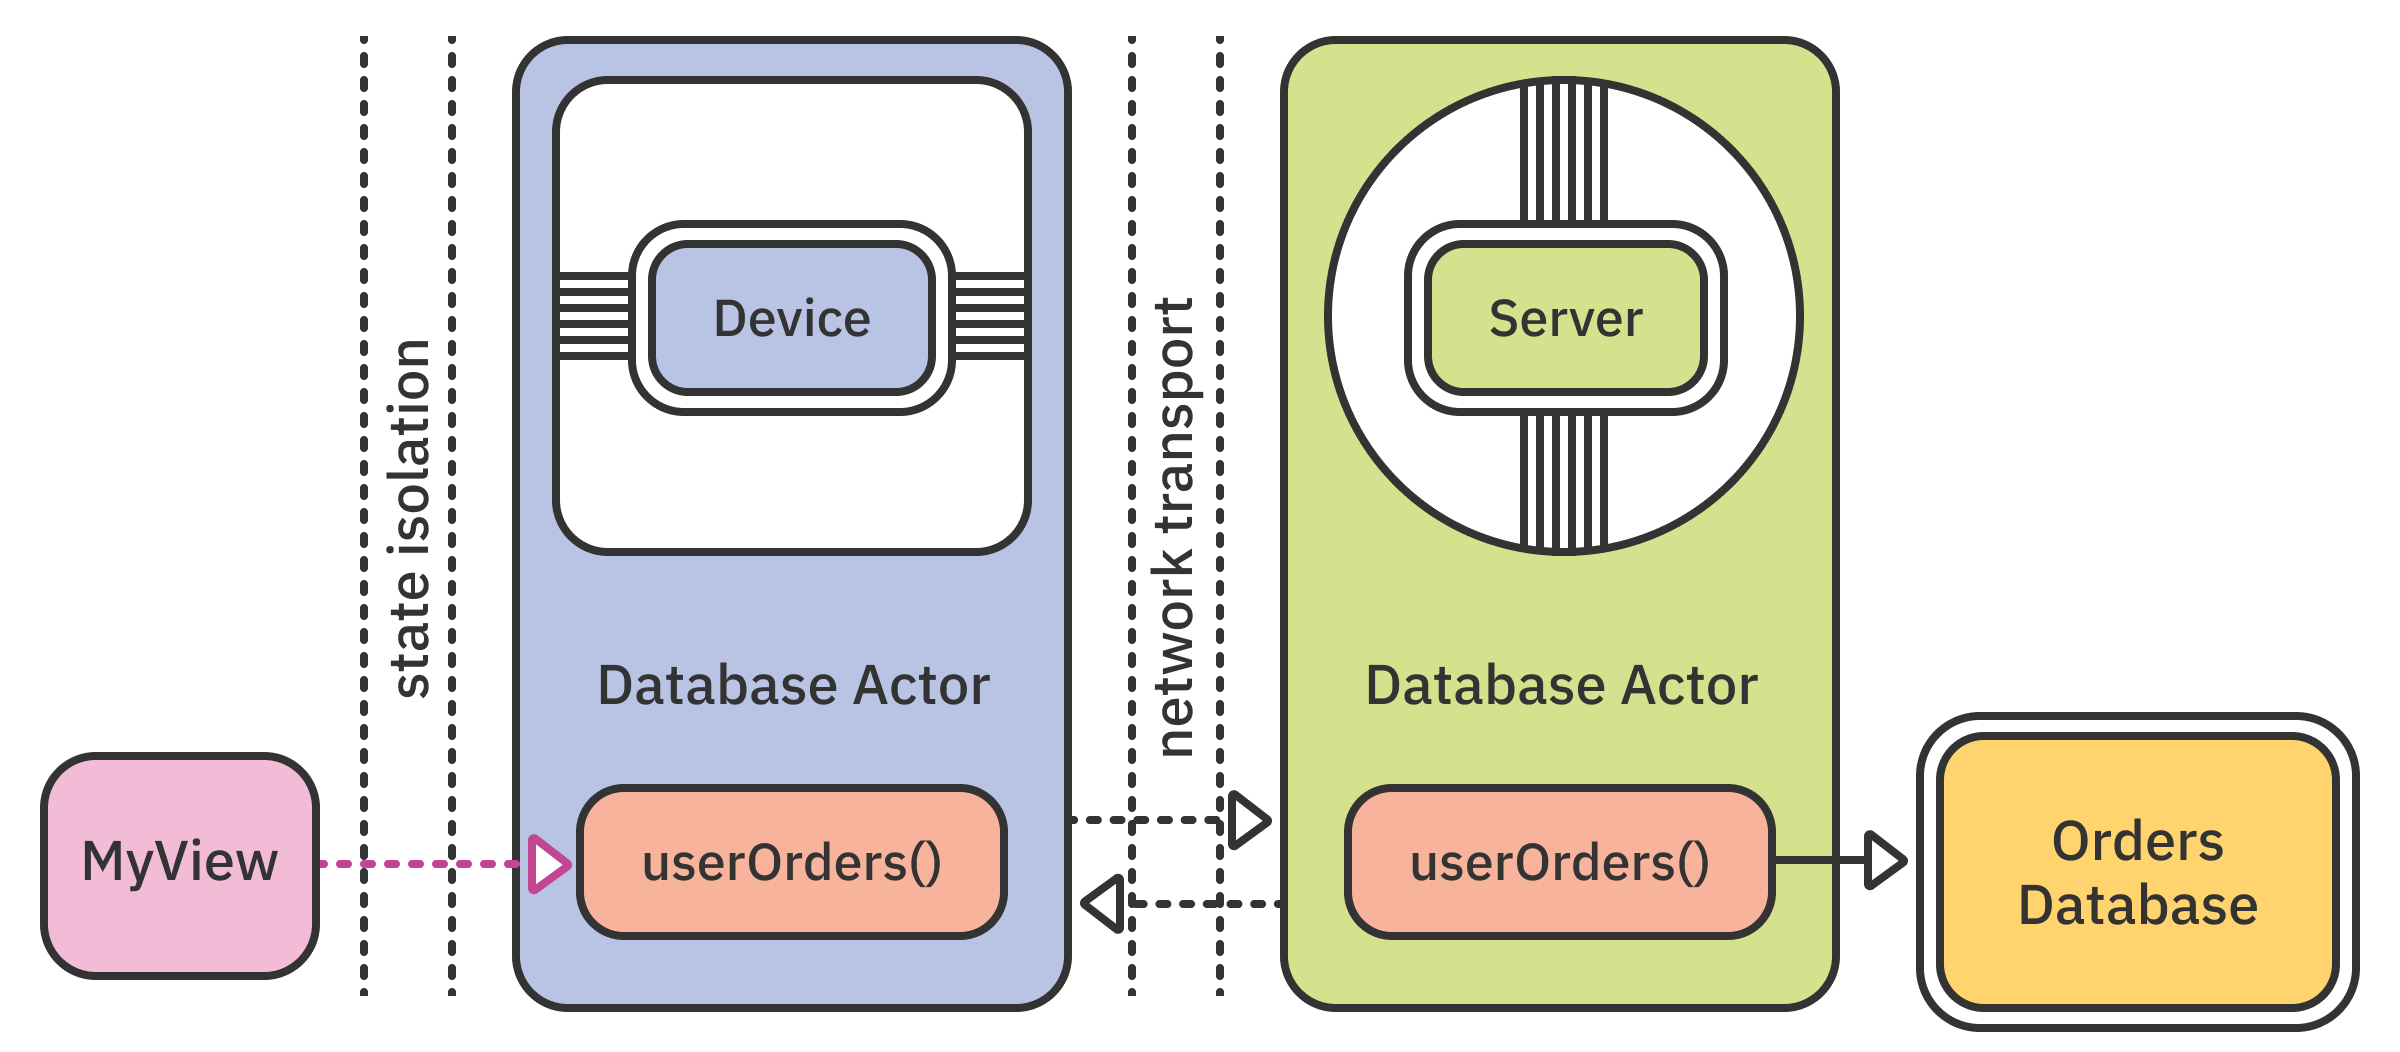 MyView
state isolation
Device
Database Actor
userOrders()
network transport
Server
Database Actor
userOrders()
Orders
Database